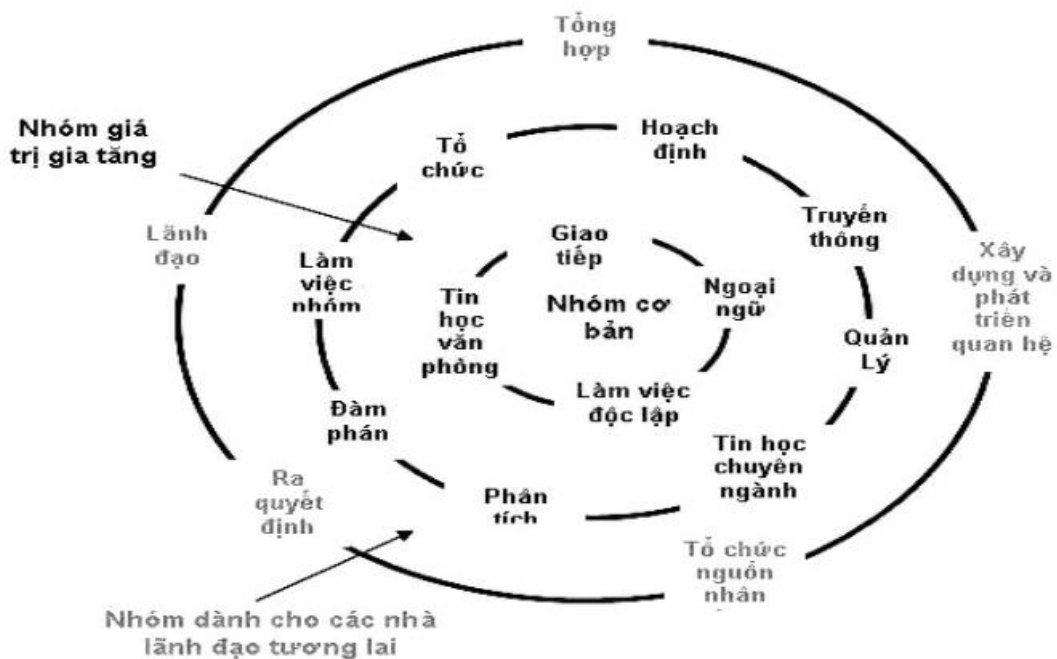 Tổng
hợp
Nhóm giá
trị gia tăng
Tổ
chức
Hoạch
định
Lãnh
đạo
Làm
việc
nhóm
Giao
tiếp
Truyền
thông
Xây
dựng và
phát
triển
quan hệ
Tin
học
văn
phòng
Nhóm cơ
bản
Ngoại
ngữ
Quản
Lý
Làm việc
độc lập
Đàm
phán
Tin học
chuyên
ngành
Ra
quyết
định
Phân
tích
Tổ chức
nguồn
nhân
Nhóm dành cho các nhà
lãnh đạo tương lai